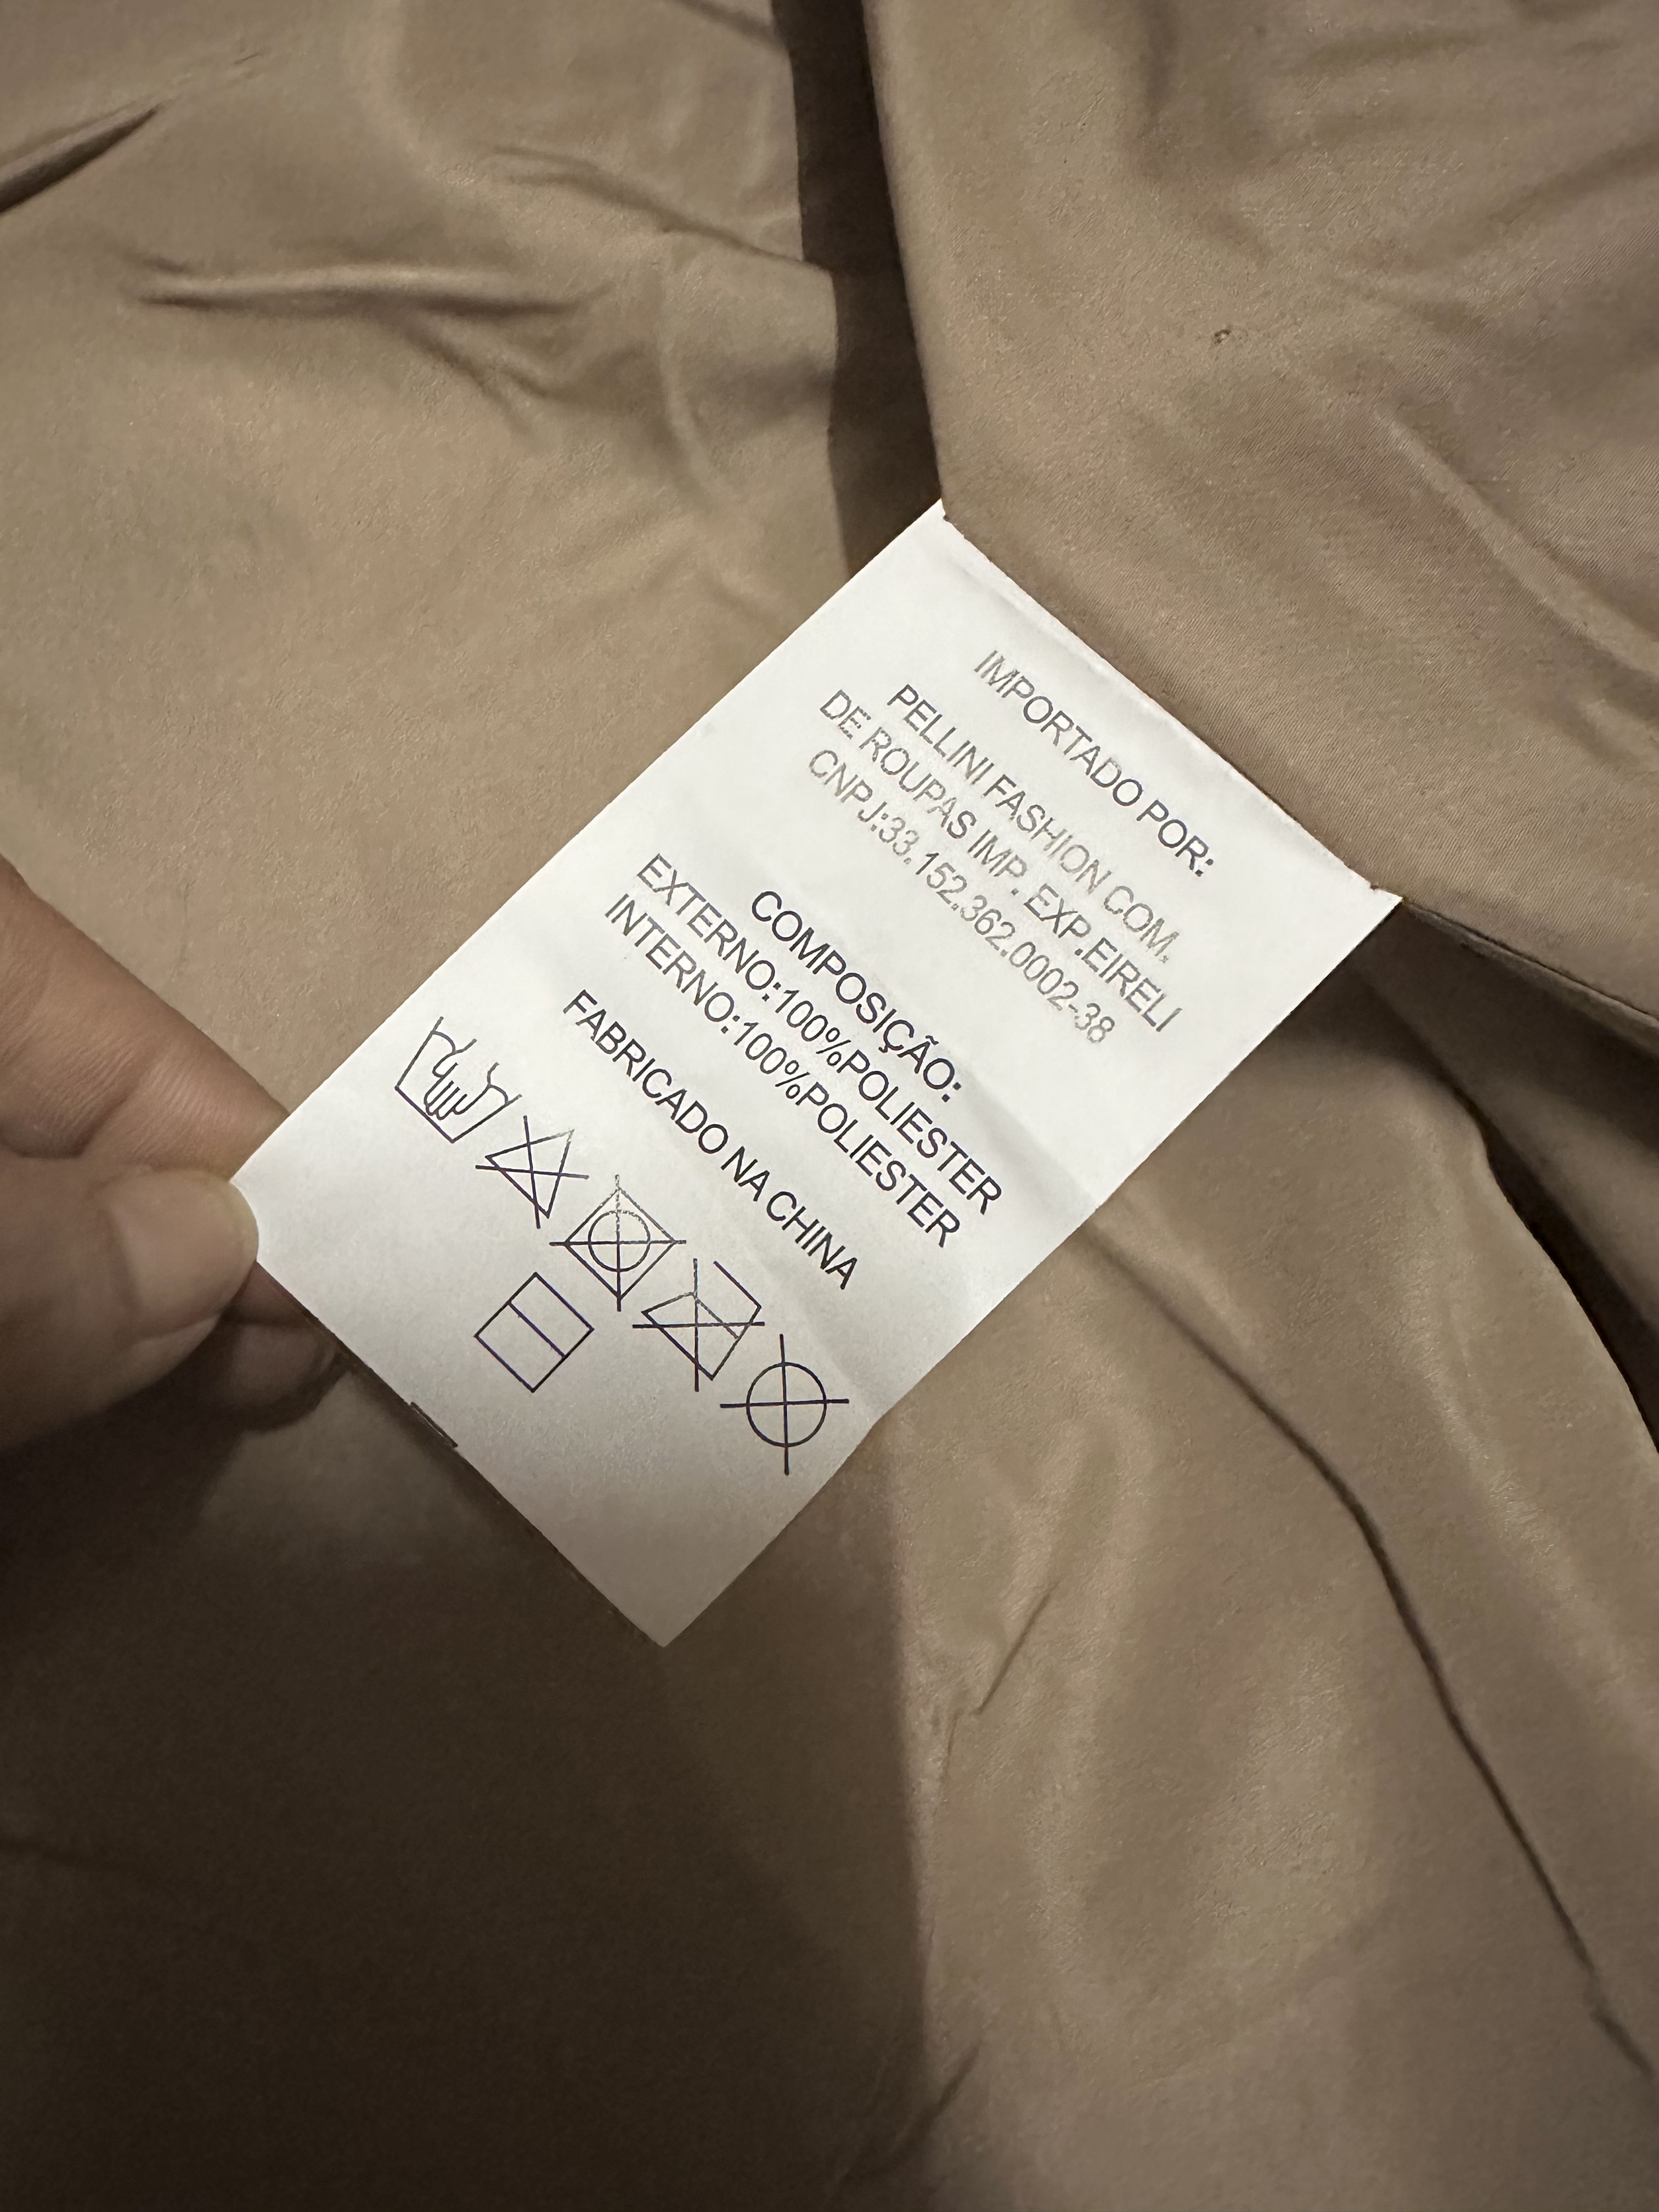 IMPORTADO POR:
PELLINI FASHION COM.
DE ROUPAS IMP. EXP.EIRELI
CNPJ:33.152.362.0002-38
COMPOSIÇÃO:
EXTERNO:100%POLIESTER
INTERNO:100%POLIESTER
FABRICADO NA CHINA